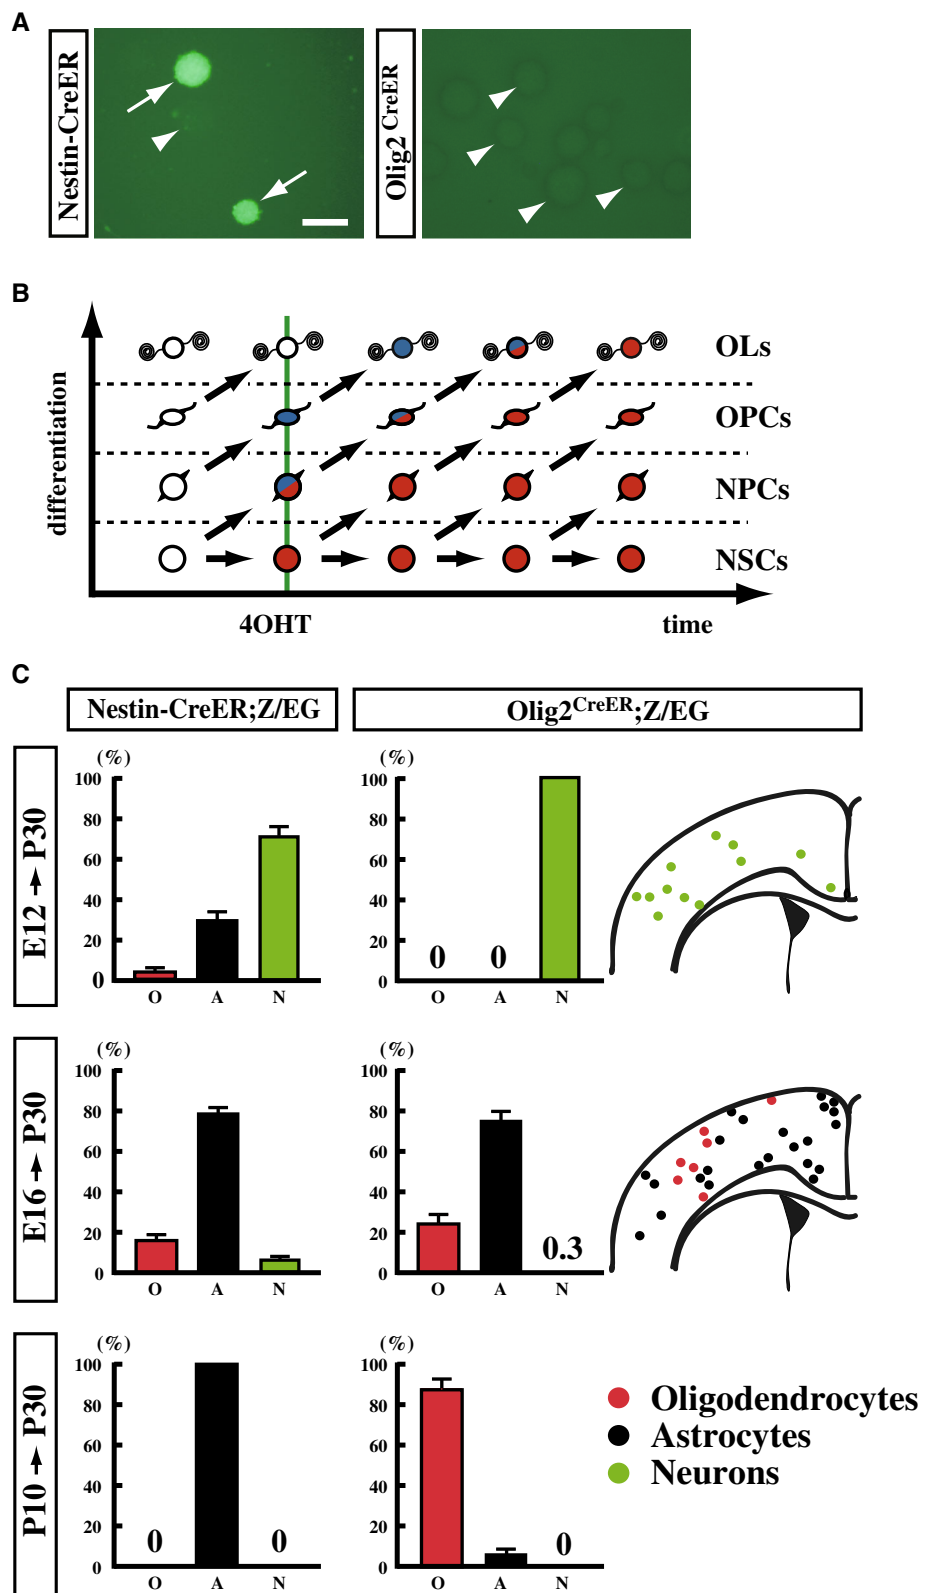 A
Nestin-CreER
Olig2CreER
B
differentiation
OLs
OPCs
NPCs
NSCs
4OHT
time
C
Nestin-CreER;Z/EG
Olig2CreER;Z/EG
E12 → P30
(%)
100
80
60
40
20
0
O A N
(%)
100
80
60
40
20
0
0 0
O A N
E16 → P30
(%)
100
80
60
40
20
0
O A N
(%)
100
80
60
40
20
0
0.3
O A N
P10 → P30
(%)
100
80
60
40
20
0
0 0
O A N
(%)
100
80
60
40
20
0
0
O A N
Oligodendrocytes
Astrocytes
Neurons